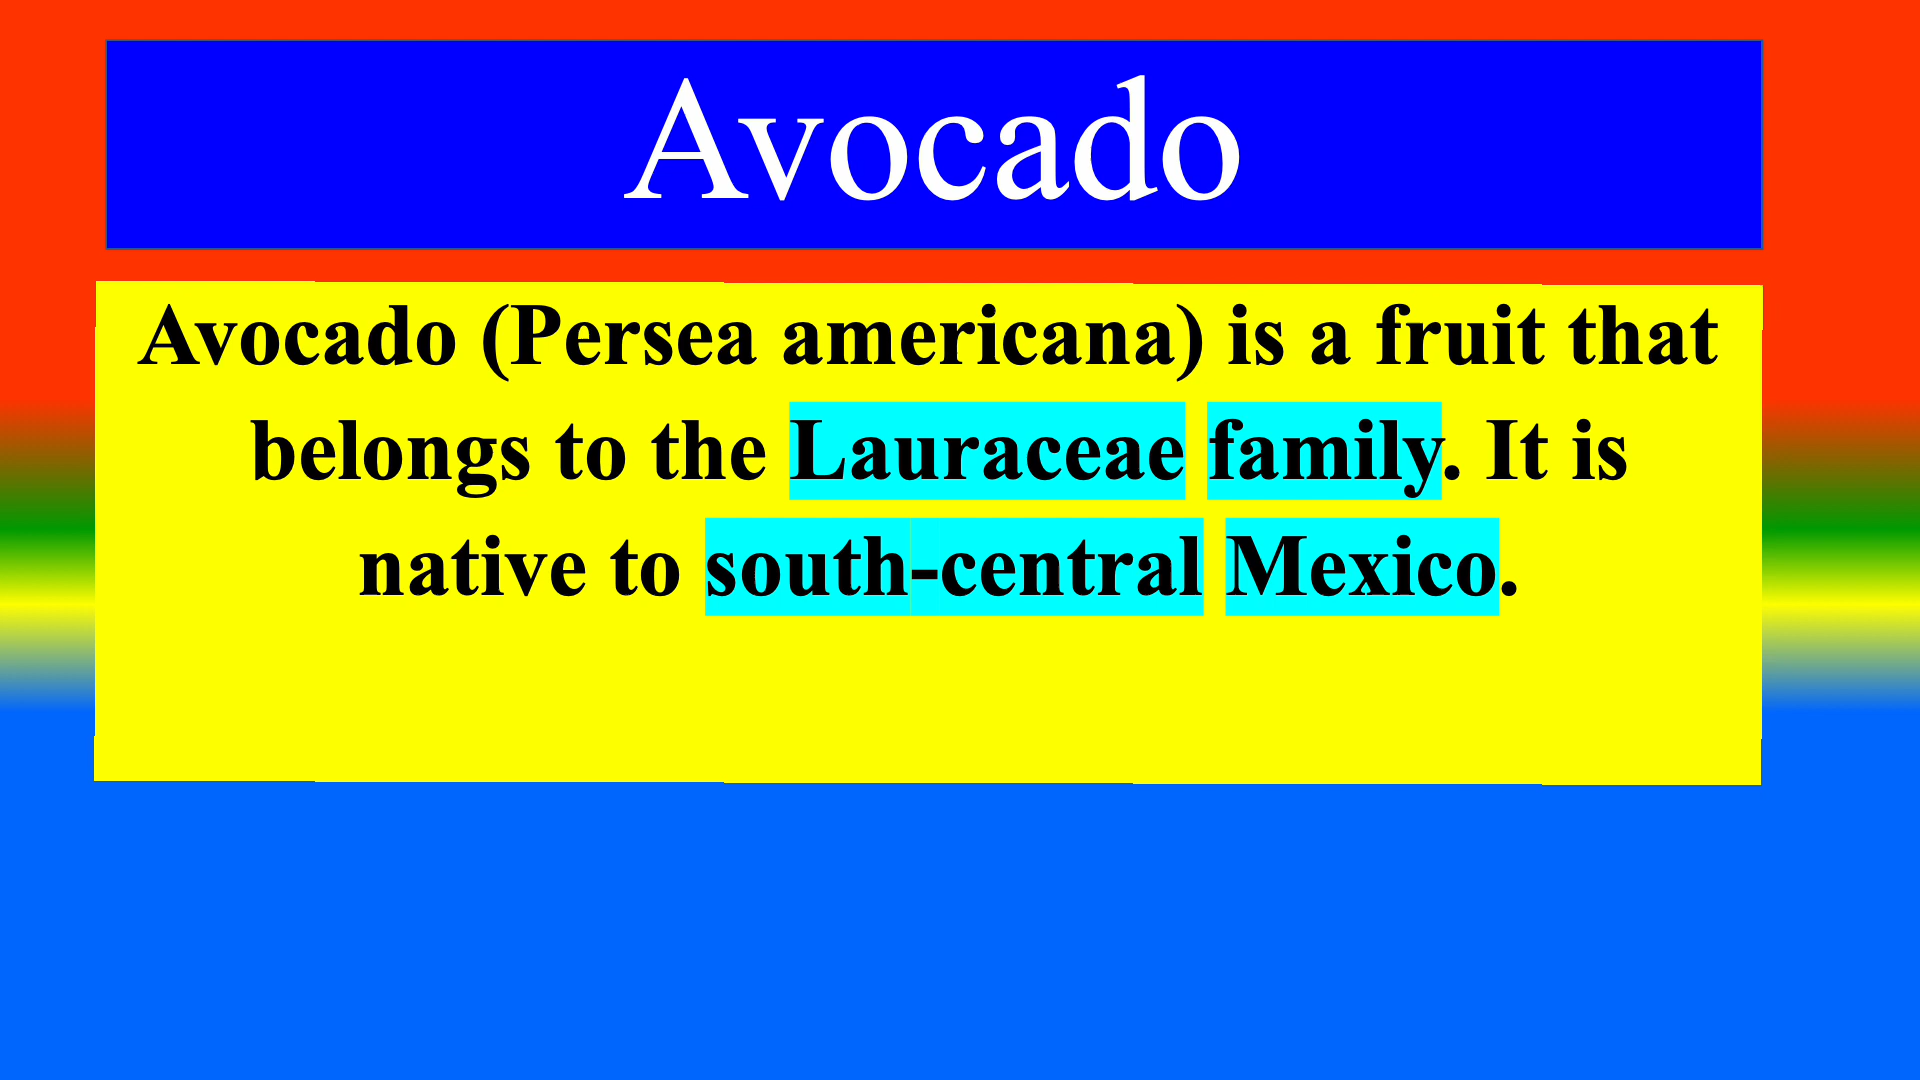 Avocado
Avocado (Persea americana) is a fruit that
belongs to the Lauraceae family. It is
native to south-central Mexico.